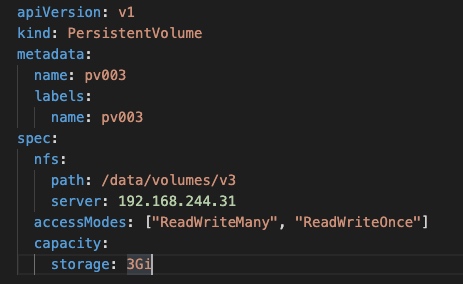 apiVersion: v1
kind: PersistentVolume
metadata:
  name: pv003
  labels:
    name: pv003
spec:
  nfs:
    path: /data/volumes/v3
    server: 192.168.244.31
  accessModes: ["ReadWriteMany", "ReadWriteOnce"]
  capacity:
    storage: 3Gi